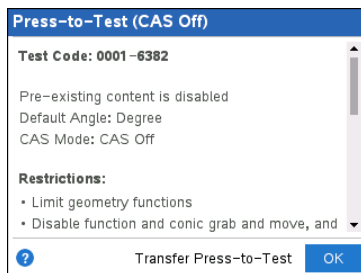 Press-to-Test (CAS Off)
Test Code: 0001-6382
Pre-existing content is disabled
Default Angle: Degree
CAS Mode: CAS Off
Restrictions:
• Limit geometry functions
• Disable function and conic grab and move, and
? Transfer Press-to-Test OK